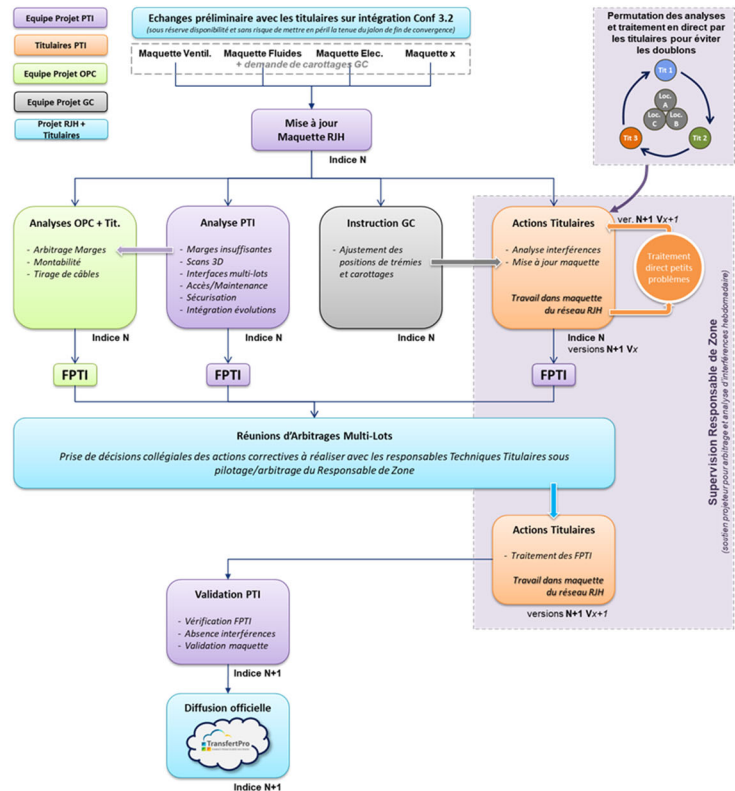 Equipe Projet PTI
Titulaires PTI
Equipe Projet OPC
Equipe Projet GC
Projet RJH +
Titulaires
Echanges préliminaire avec les titulaires sur intégration Conf 3.2
(sous réserve disponibilité et sans risque de mettre en péril la tenue du jalon de fin de convergence)
Maquette Ventil. Maquette Fluides Maquette Elec. Maquette x
+ demande de carottages GC
Permutation des analyses
et traitement en direct par
les titulaires pour éviter
les doublons
Tit 1
Loc.
A
Loc.
C
Loc.
B
Tit 3
Tit 2
Mise à jour
Maquette RJH
Indice N
Analyses OPC + Tit.
- Arbitrage Marges
- Montabilité
- Tirage de câbles
Indice N
Analyse PTI
- Marges insuffisantes
- Scans 3D
- Interfaces multi-lots
- Accès/Maintenance
- Sécurisation
- Intégration évolutions
Indice N
Instruction GC
- Ajustement des
positions de trémies
et carottages
Indice N
Actions Titulaires
- Analyse interférences
- Mise à jour maquette
Travail dans maquette
du réseau RJH
Indice N
versions N+1 Vx
ver. N+1 Vx+1
Traitement
direct petits
problèmes
FPTI
FPTI
FPTI
Réunions d'Arbitrages Multi-Lots
Prise de décisions collégiales des actions correctives à réaliser avec les responsables Techniques Titulaires sous
pilotage/arbitrage du Responsable de Zone
Supervision Responsable de Zone
(soutien projeteur pour arbitrage et analyse d'interférences hebdomadaire)
Actions Titulaires
- Traitement des FPTI
Travail dans maquette
du réseau RJH
versions N+1 Vx+1
Validation PTI
- Vérification FPTI
- Absence interférences
- Validation maquette
Indice N+1
Diffusion officielle
TransfertPro
Indice N+1